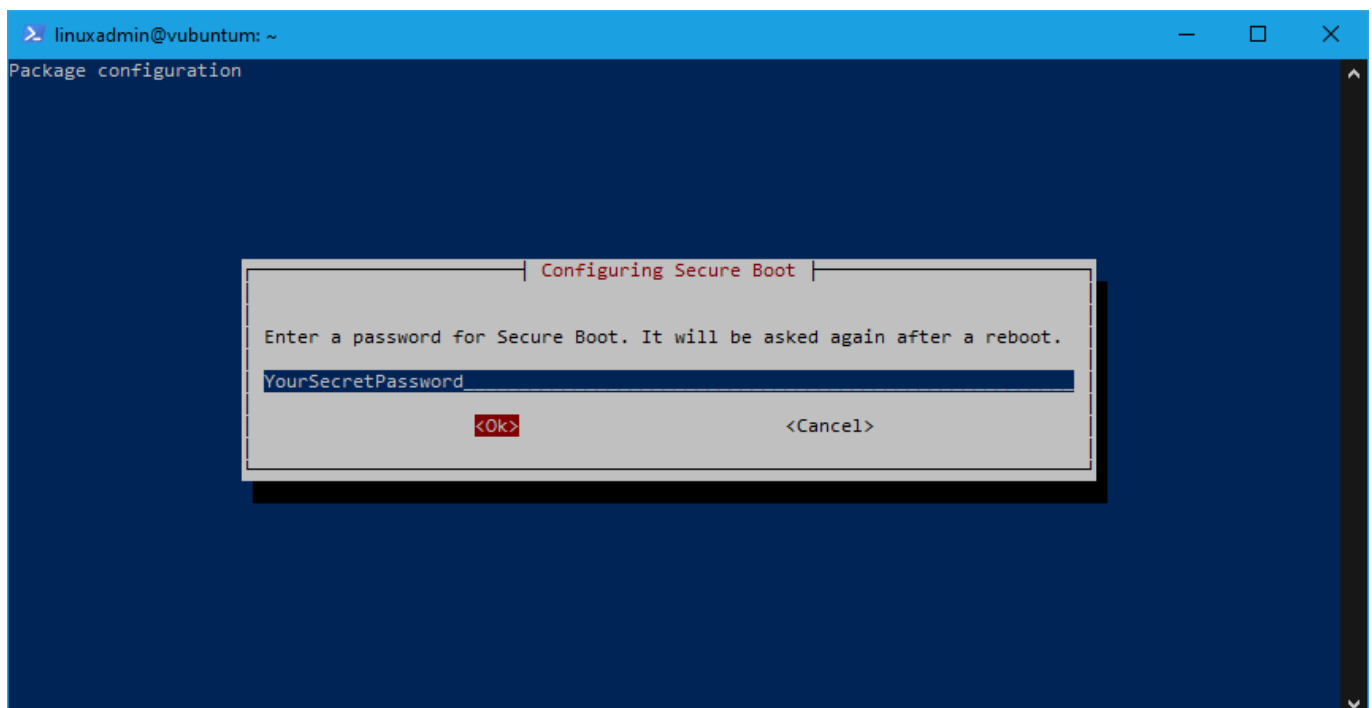 linuxadmin@vubuntum: ~
Package configuration
Configuring Secure Boot
Enter a password for Secure Boot. It will be asked again after a reboot.
YourSecretPassword_______________________________________________________
<Ok> <Cancel>